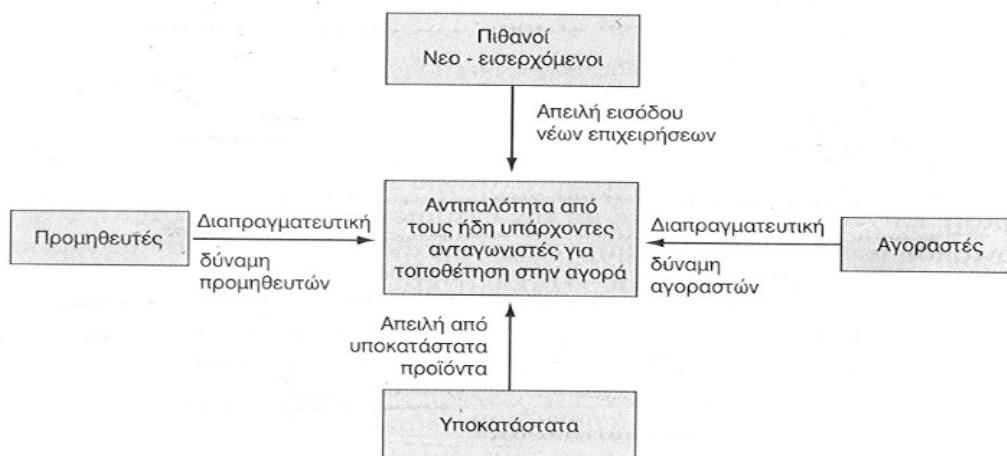 Πιθανοί
Νεο - εισερχόμενοι
Απειλή εισόδου
νέων επιχειρήσεων
Προμηθευτές
Διαπραγματευτική
δύναμη
προμηθευτών
Αντιπαλότητα από
τους ήδη υπάρχοντες
ανταγωνιστές για
τοποθέτηση στην αγορά
Διαπραγματευτική
δύναμη
αγοραστών
Αγοραστές
Απειλή από
υποκατάστατα
προϊόντα
Υποκατάστατα